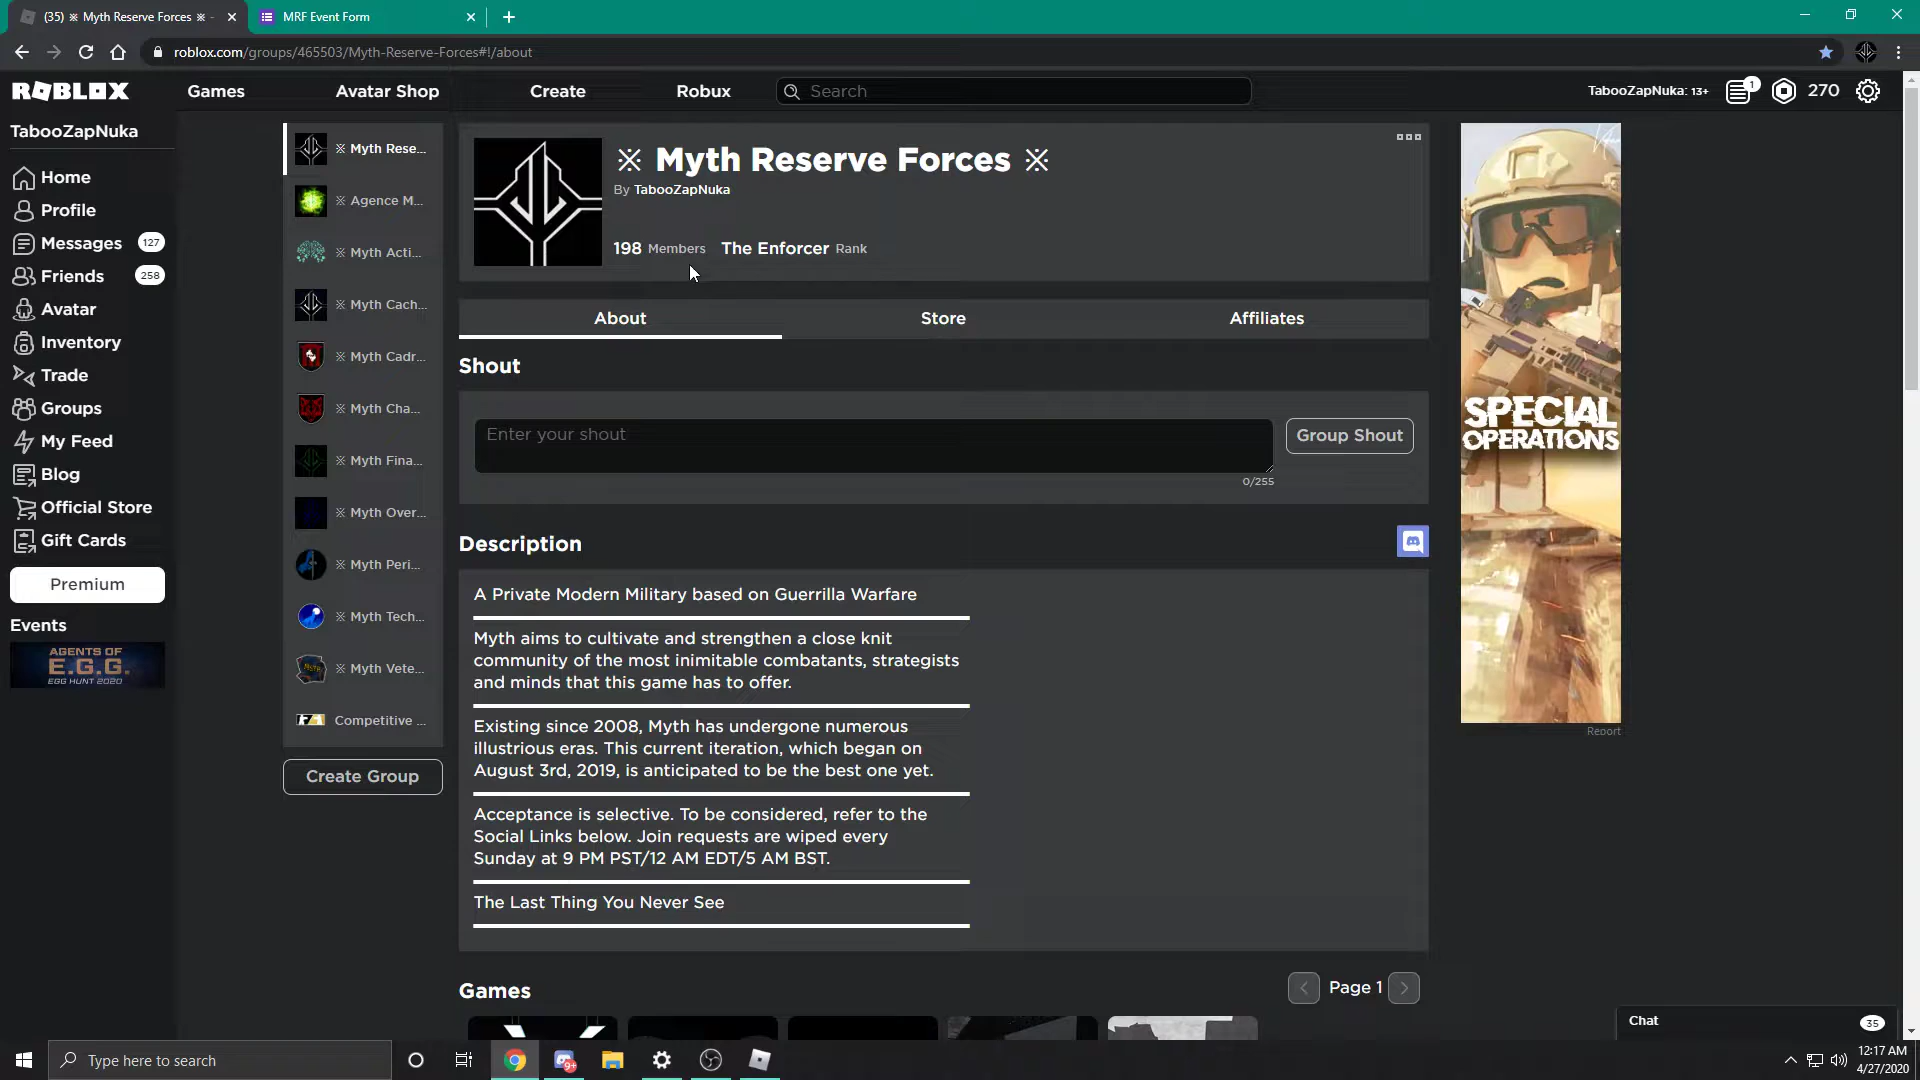 (35) ※ Myth Reserve Forces ※ -
MRF Event Form
roblox.com/groups/465503/Myth-Reserve-Forces#!/about
ROBLOX
Games
Avatar Shop
Create
Robux
Search
TabooZapNuka: 13+
1
270
TabooZapNuka
Home
Profile
Messages 127
Friends 258
Avatar
Inventory
Trade
Groups
My Feed
Blog
Official Store
Gift Cards
Premium
Events
AGENTS OF
E.G.G.
EGG HUNT 2020
※ Myth Rese...
※ Agence M...
※ Myth Acti...
※ Myth Cach...
※ Myth Cadr...
※ Myth Cha...
※ Myth Fina...
※ Myth Over...
※ Myth Peri...
※ Myth Tech...
※ Myth Vete...
Competitive ...
Create Group
※ Myth Reserve Forces ※
By TabooZapNuka
198 Members The Enforcer Rank
About
Store
Affiliates
Shout
Enter your shout
Group Shout
0/255
Description
A Private Modern Military based on Guerrilla Warfare
Myth aims to cultivate and strengthen a close knit
community of the most inimitable combatants, strategists
and minds that this game has to offer.
Existing since 2008, Myth has undergone numerous
illustrious eras. This current iteration, which began on
August 3rd, 2019, is anticipated to be the best one yet.
Acceptance is selective. To be considered, refer to the
Social Links below. Join requests are wiped every
Sunday at 9 PM PST/12 AM EDT/5 AM BST.
The Last Thing You Never See
Games
Page 1
SPECIAL
OPERATIONS
Report
Chat
35
Type here to search
9+
12:17 AM
4/27/2020